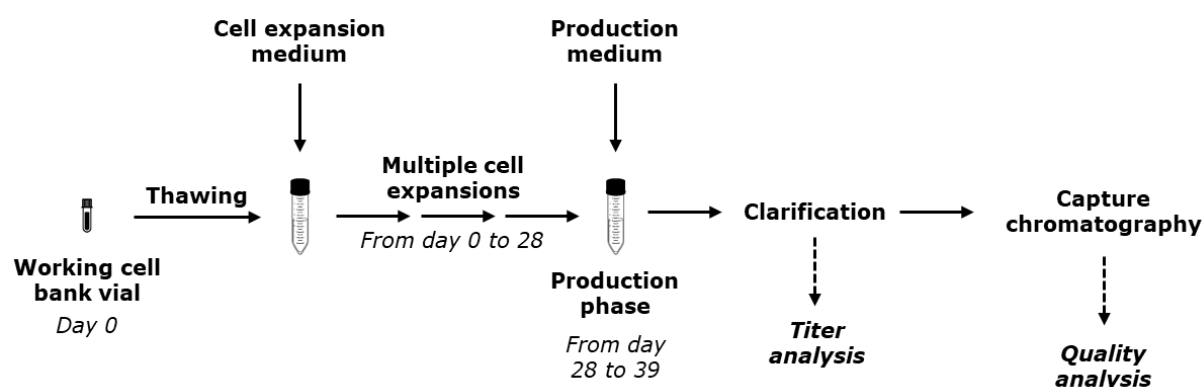 Cell expansion
medium
Production
medium
Thawing
Multiple cell
expansions
From day 0 to 28
Clarification
Capture
chromatography
Working cell
bank vial
Day 0
Production
phase
From day
28 to 39
Titer
analysis
Quality
analysis